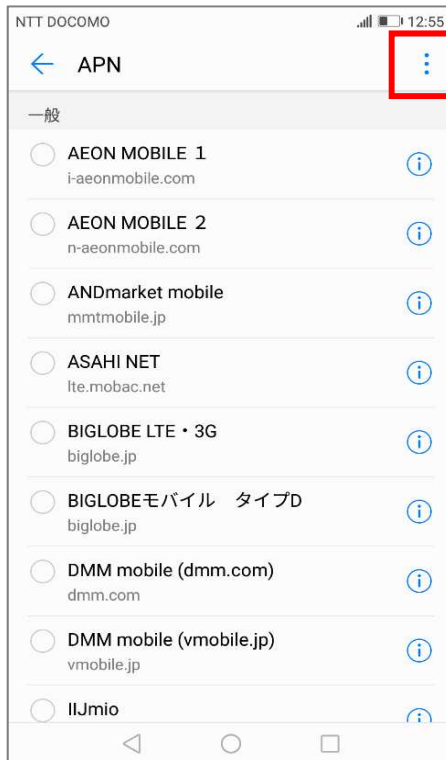 NTT DOCOMO 12:55
APN
一般
AEON MOBILE 1
i-aeonmobile.com
AEON MOBILE 2
n-aeonmobile.com
ANDmarket mobile
mmtmobile.jp
ASAHI NET
lte.mobac.net
BIGLOBE LTE・3G
biglobe.jp
BIGLOBEモバイル　タイプD
biglobe.jp
DMM mobile (dmm.com)
dmm.com
DMM mobile (vmobile.jp)
vmobile.jp
IIJmio